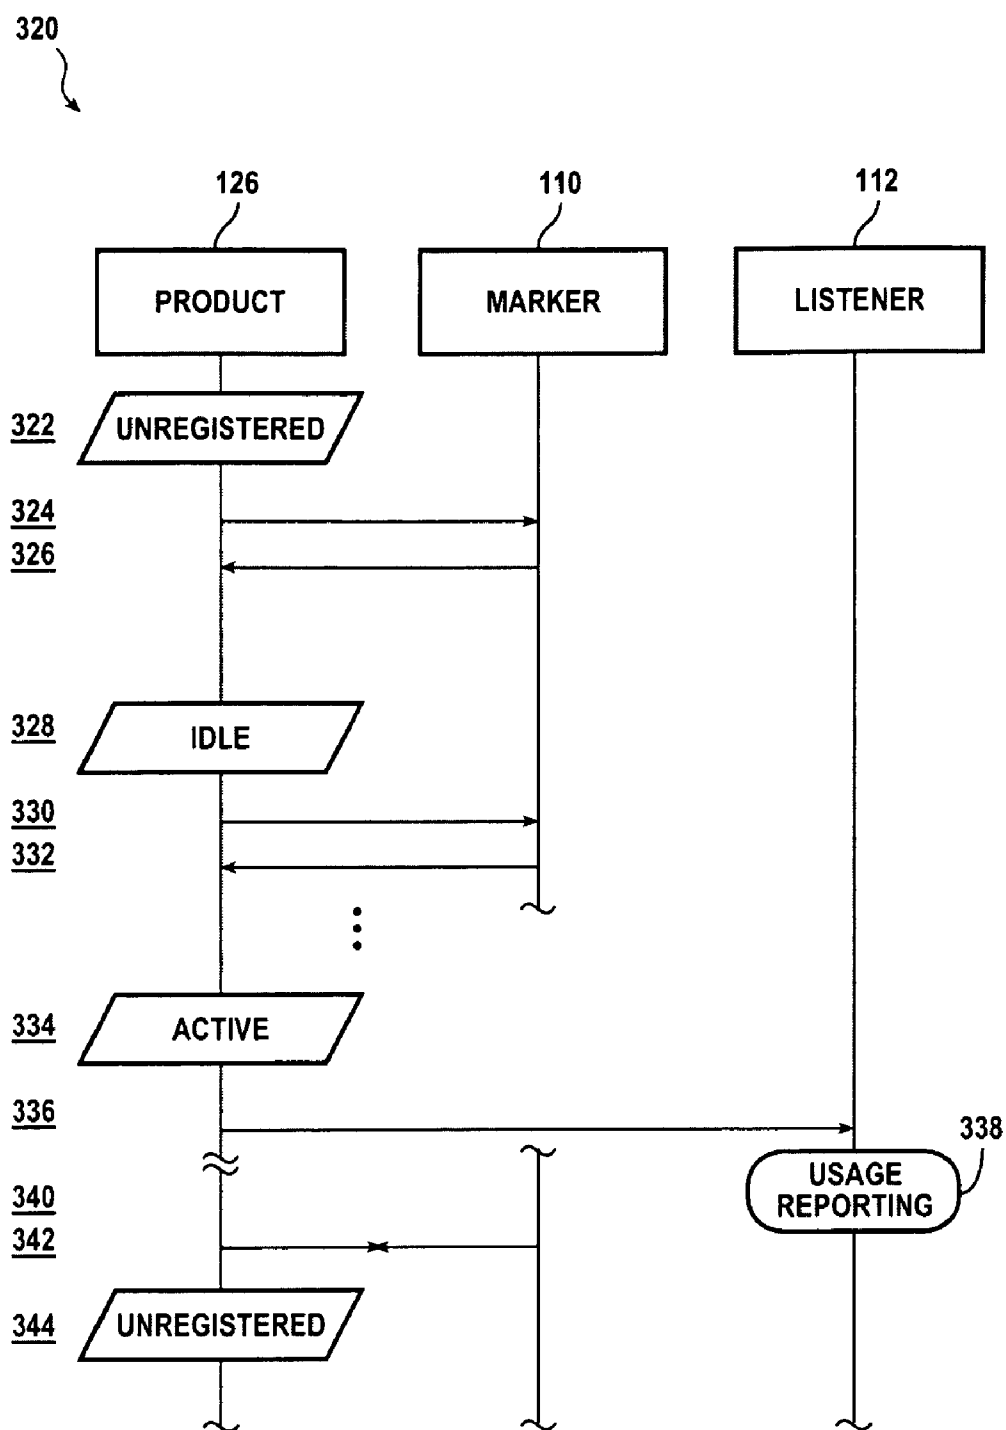 320
126
110
112
PRODUCT
MARKER
LISTENER
322
UNREGISTERED
324
326
328
IDLE
330
332
334
ACTIVE
336
338
USAGE
REPORTING
340
342
344
UNREGISTERED